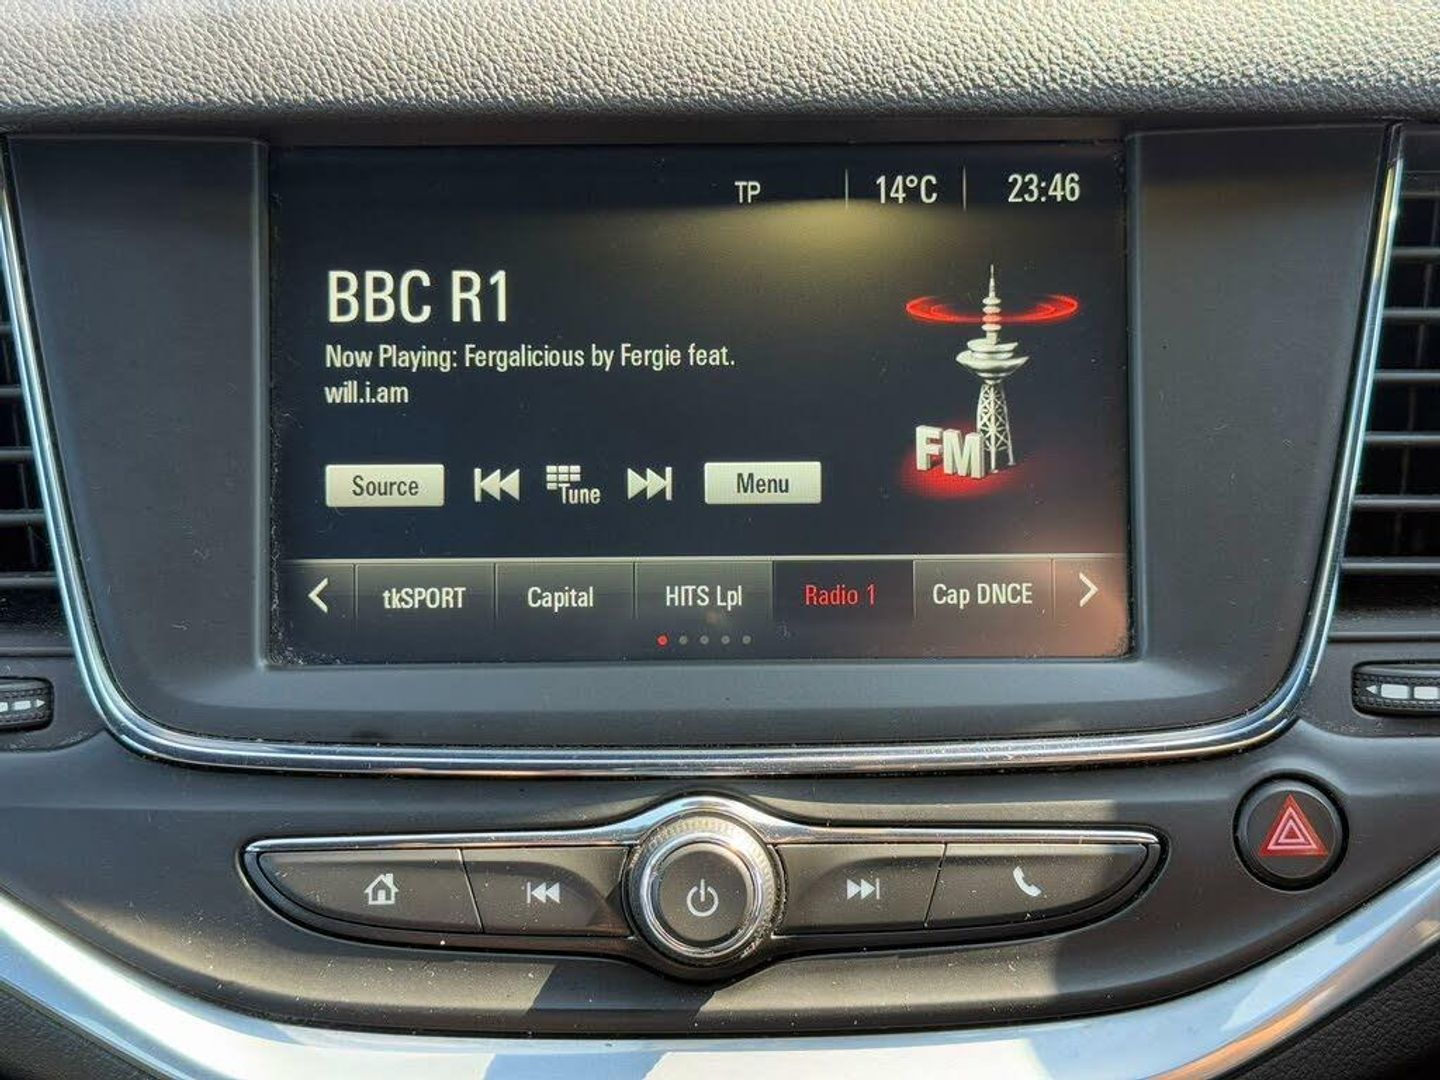 TP 14°C 23:46
BBC R1
Now Playing: Fergalicious by Fergie feat.
will.i.am
FM
Source Tune Menu
tkSPORT Capital HITS Lpl Radio 1 Cap DNCE